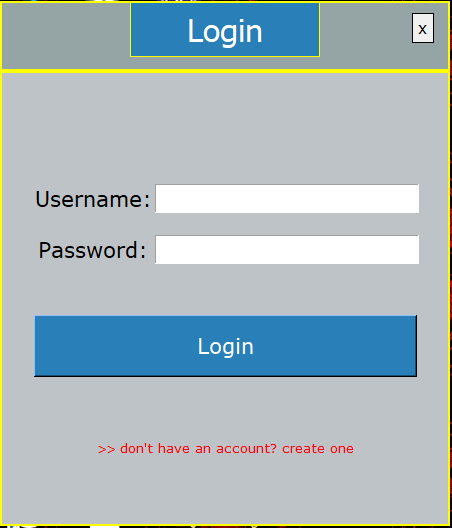 Login
x
Username:
Password:
Login
>> don't have an account? create one